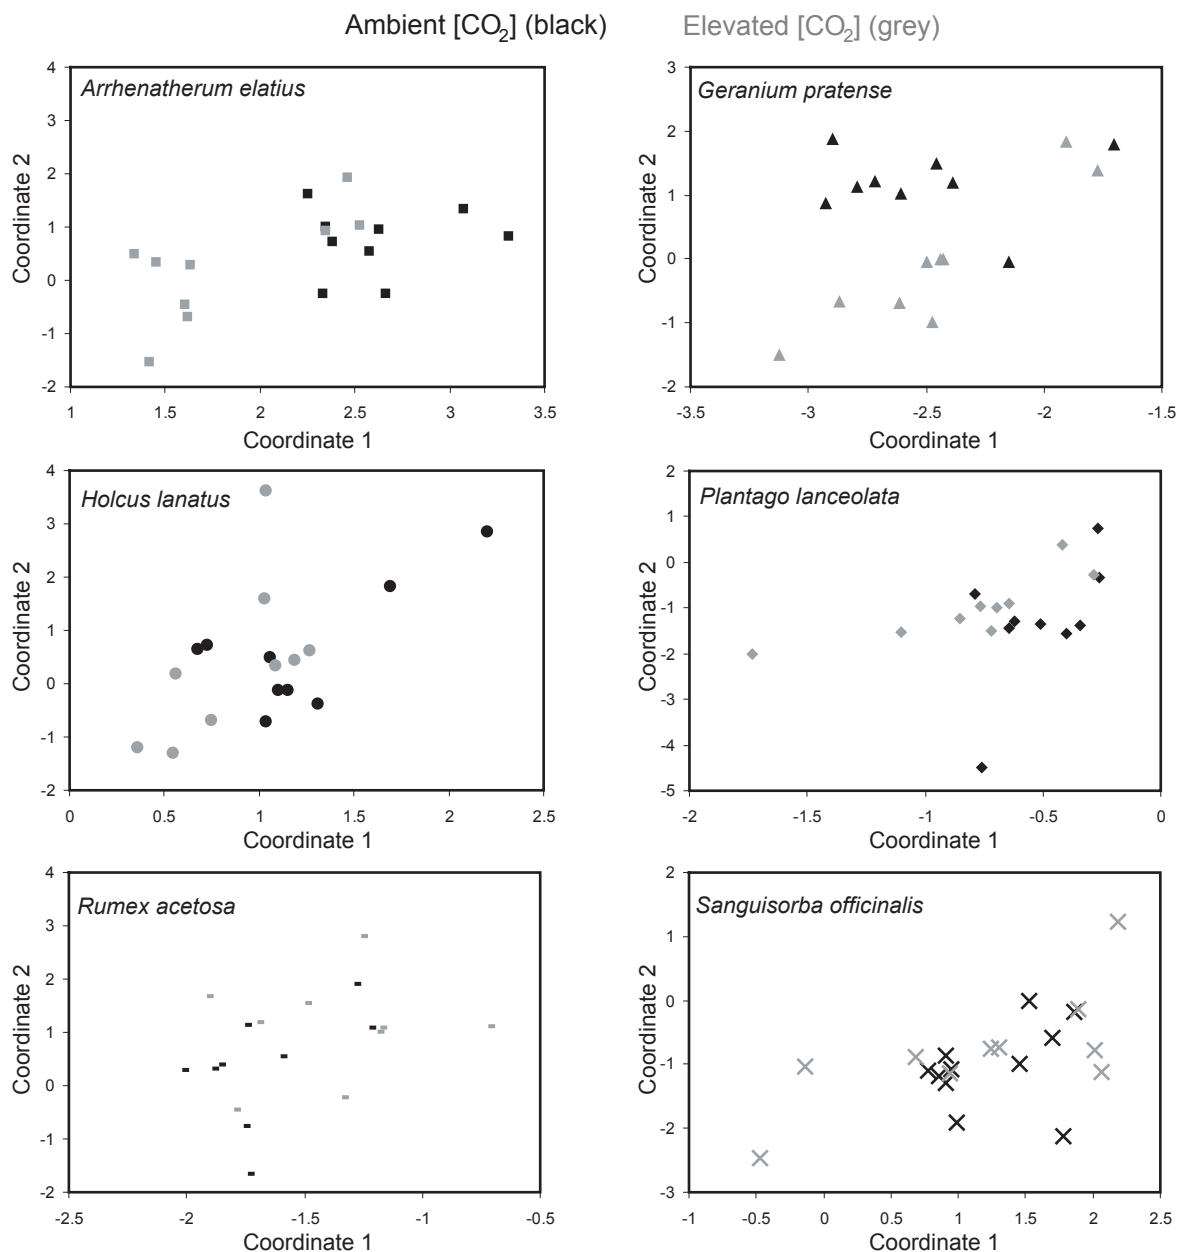 Ambient [CO2] (black) Elevated [CO2] (grey)
Arrhenatherum elatius
Coordinate 2
4
3
2
1
0
-1
-2
1 1.5 2 2.5 3 3.5
Coordinate 1
Geranium pratense
Coordinate 2
3
2
1
0
-1
-2
-3.5 -3 -2.5 -2 -1.5
Coordinate 1
Holcus lanatus
Coordinate 2
4
3
2
1
0
-1
-2
0 0.5 1 1.5 2 2.5
Coordinate 1
Plantago lanceolata
Coordinate 2
2
1
0
-1
-2
-3
-4
-5
-2 -1 -0.5 0
Coordinate 1
Rumex acetosa
Coordinate 2
4
3
2
1
0
-1
-2
-2.5 -2 -1.5 -1 -0.5
Coordinate 1
Sanguisorba officinalis
Coordinate 2
2
1
0
-1
-2
-3
-1 -0.5 0 0.5 1 1.5 2 2.5
Coordinate 1